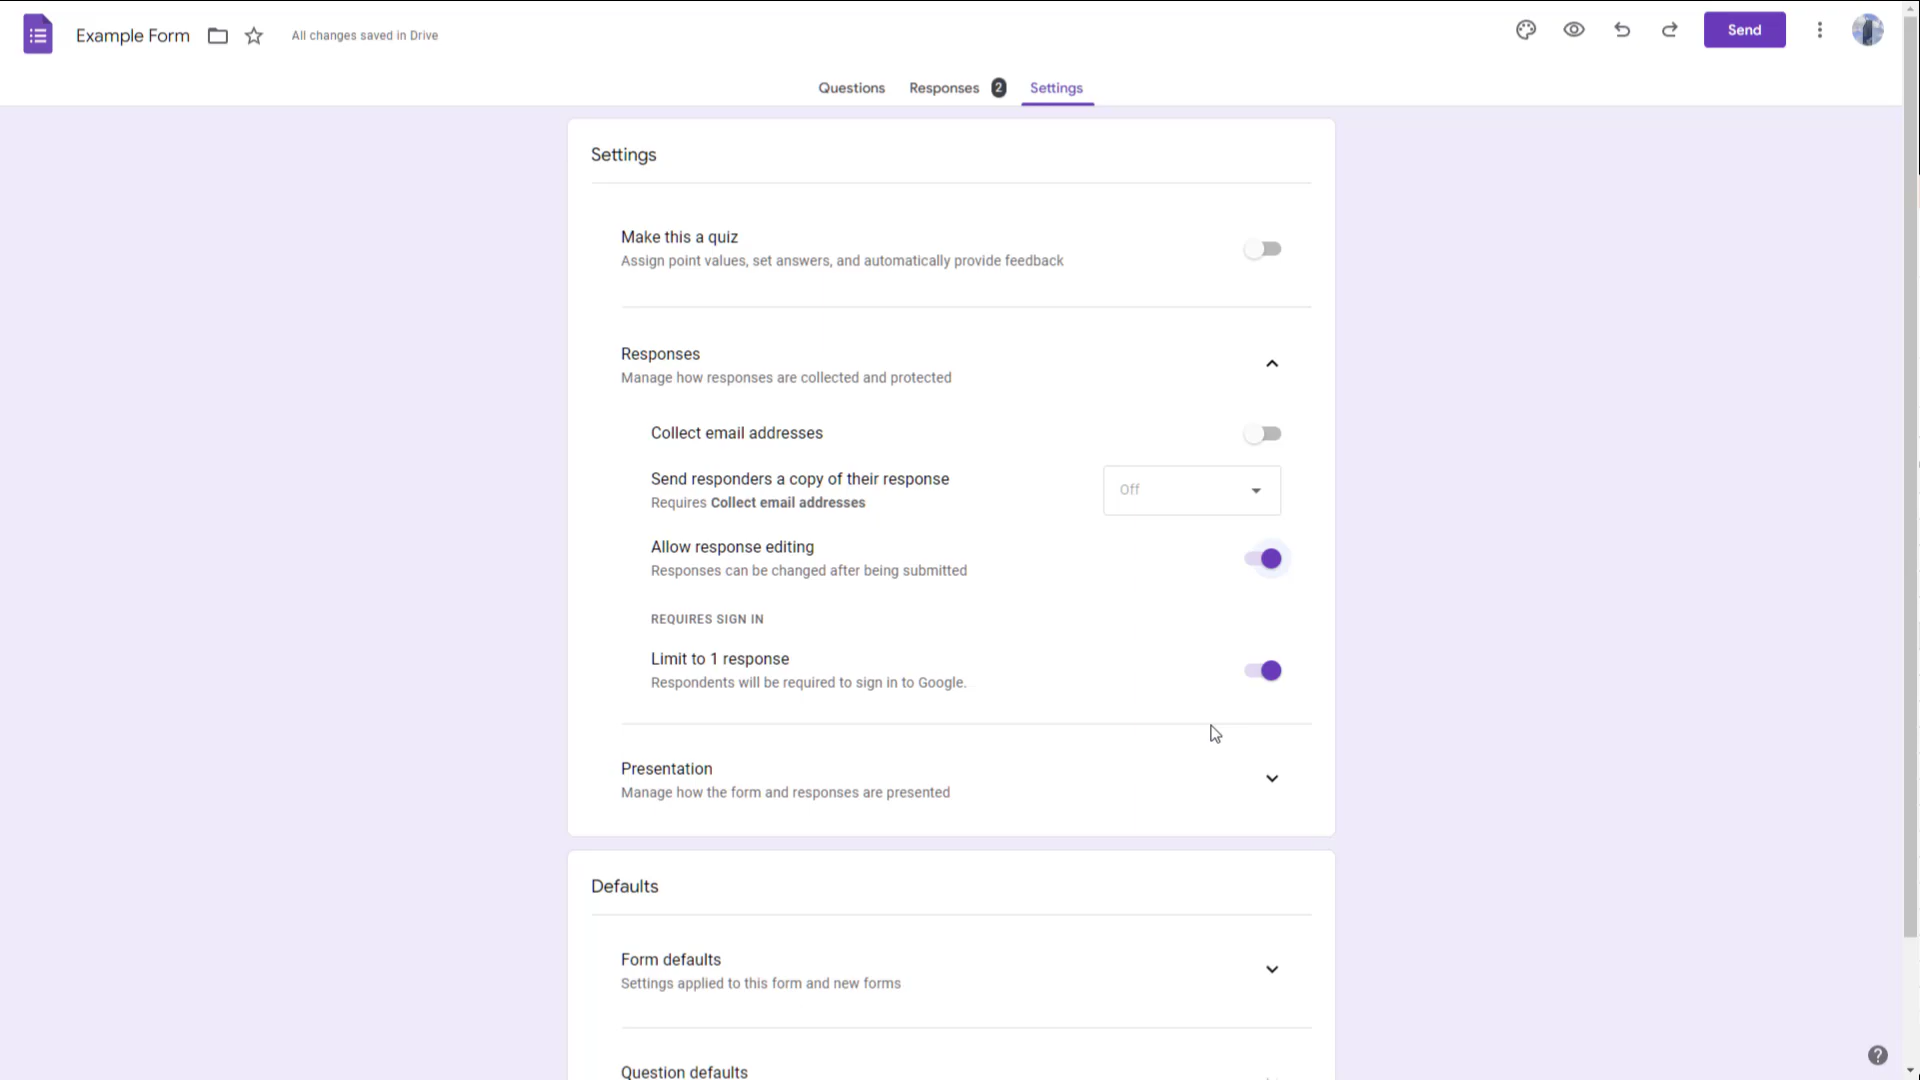 Example Form
All changes saved in Drive
Send
Questions
Responses 2
Settings
Settings
Make this a quiz
Assign point values, set answers, and automatically provide feedback
Responses
Manage how responses are collected and protected
Collect email addresses
Send responders a copy of their response
Requires Collect email addresses
Off
Allow response editing
Responses can be changed after being submitted
REQUIRES SIGN IN
Limit to 1 response
Respondents will be required to sign in to Google.
Presentation
Manage how the form and responses are presented
Defaults
Form defaults
Settings applied to this form and new forms
Question defaults